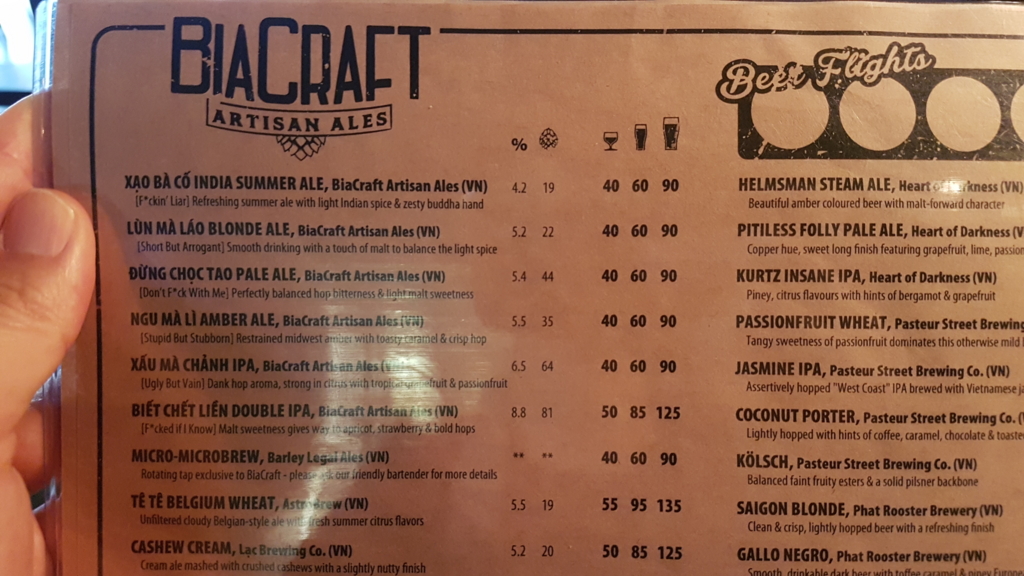 BIACRAFT
ARTISAN ALES
%
XẠO BÀ CỐ INDIA SUMMER ALE, BiaCraft Artisan Ales (VN) 4.2 19 40 60 90
[F*ckin' Liar] Refreshing summer ale with light Indian spice & zesty buddha hand
LÙN MÀ LÁO BLONDE ALE, BiaCraft Artisan Ales (VN) 5.2 22 40 60 90
[Short But Arrogant] Smooth drinking with a touch of malt to balance the light spice
ĐỪNG CHỌC TAO PALE ALE, BiaCraft Artisan Ales (VN) 5.4 44 40 60 90
[Don't F*ck With Me] Perfectly balanced hop bitterness & light malt sweetness
NGU MÀ LÌ AMBER ALE, BiaCraft Artisan Ales (VN) 5.5 35 40 60 90
[Stupid But Stubborn] Restrained midwest amber with toasty caramel & crisp hop
XẤU MÀ CHẢNH IPA, BiaCraft Artisan Ales (VN) 6.5 64 40 60 90
[Ugly But Vain] Dank hop aroma, strong in citrus with tropical grapefruit & passionfruit
BIẾT CHẾT LIỀN DOUBLE IPA, BiaCraft Artisan Ales (VN) 8.8 81 50 85 125
[F*cked if I Know] Malt sweetness gives way to apricot, strawberry & bold hops
MICRO-MICROBREW, Barley Legal Ales (VN) ** ** 40 60 90
Rotating tap exclusive to BiaCraft - please ask our friendly bartender for more details
TÊ TÊ BELGIUM WHEAT, AstroBrew (VN) 5.5 19 55 95 135
Unfiltered cloudy Belgian-style ale with fresh summer citrus flavors
CASHEW CREAM, Lạc Brewing Co. (VN) 5.2 20 50 85 125
Cream ale mashed with crushed cashews with a slightly nutty finish
Beer Flights
HELMSMAN STEAM ALE, Heart of Darkness (VN)
Beautiful amber coloured beer with malt-forward character
PITILESS FOLLY PALE ALE, Heart of Darkness (V
Copper hue, sweet long finish featuring grapefruit, lime, passion
KURTZ INSANE IPA, Heart of Darkness (VN)
Piney, citrus flavours with hints of bergamot & grapefruit
PASSIONFRUIT WHEAT, Pasteur Street Brewing
Tangy sweetness of passionfruit dominates this otherwise mild
JASMINE IPA, Pasteur Street Brewing Co. (VN)
Assertively hopped "West Coast" IPA brewed with Vietnamese ja
COCONUT PORTER, Pasteur Street Brewing Co. (
Lightly hopped with hints of coffee, caramel, chocolate & toaste
KÖLSCH, Pasteur Street Brewing Co. (VN)
Balanced faint fruity esters & a solid pilsner backbone
SAIGON BLONDE, Phat Rooster Brewery (VN)
Clean & crisp, lightly hopped beer with a refreshing finish
GALLO NEGRO, Phat Rooster Brewery (VN)
Smooth, drinkable dark beer with toffee caramel & piney Europe